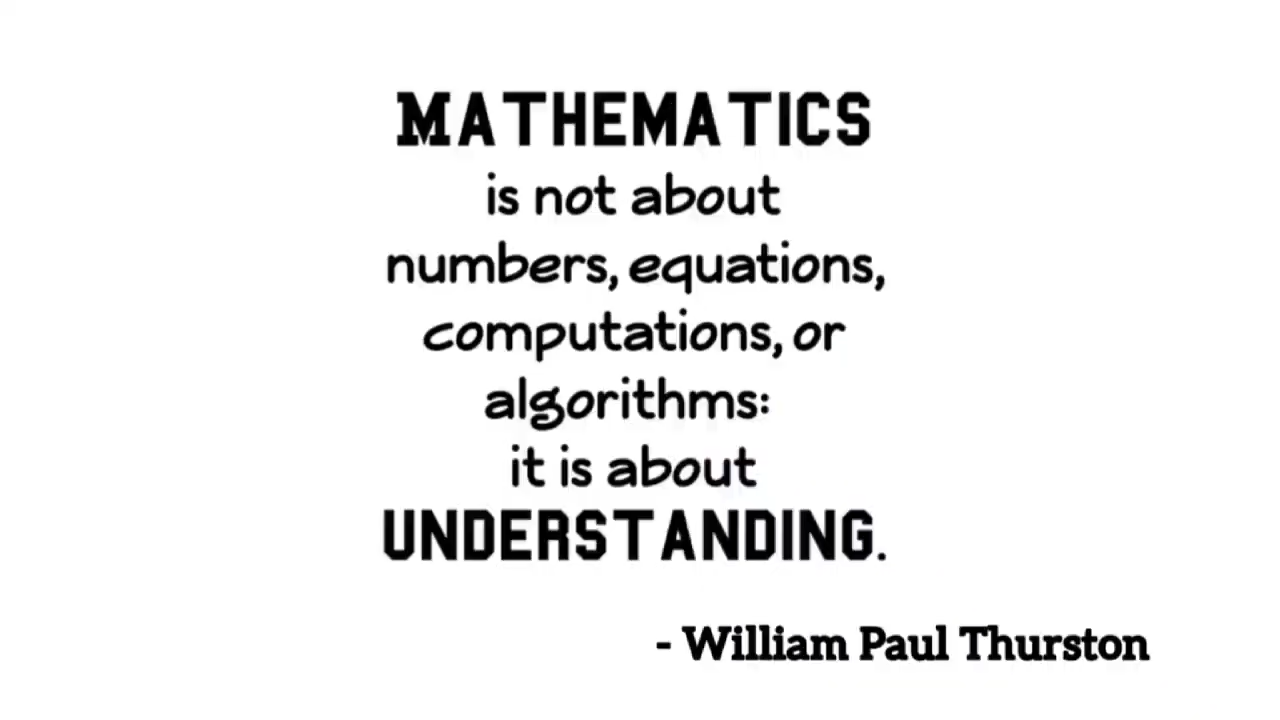 MATHEMATICS
is not about
numbers, equations,
computations, or
algorithms:
it is about
UNDERSTANDING.
- William Paul Thurston